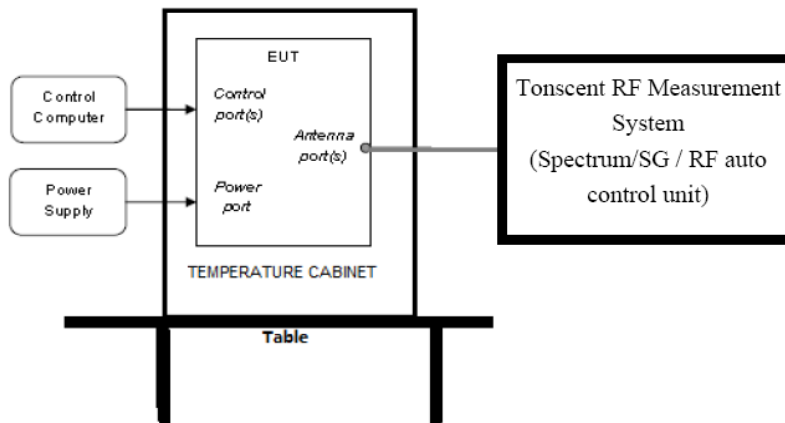 EUT
Control
Computer
Control
port(s)
Antenna
port(s)
Power
Supply
Power
port
TEMPERATURE CABINET
Table
Tonscent RF Measurement
System
(Spectrum/SG / RF auto
control unit)